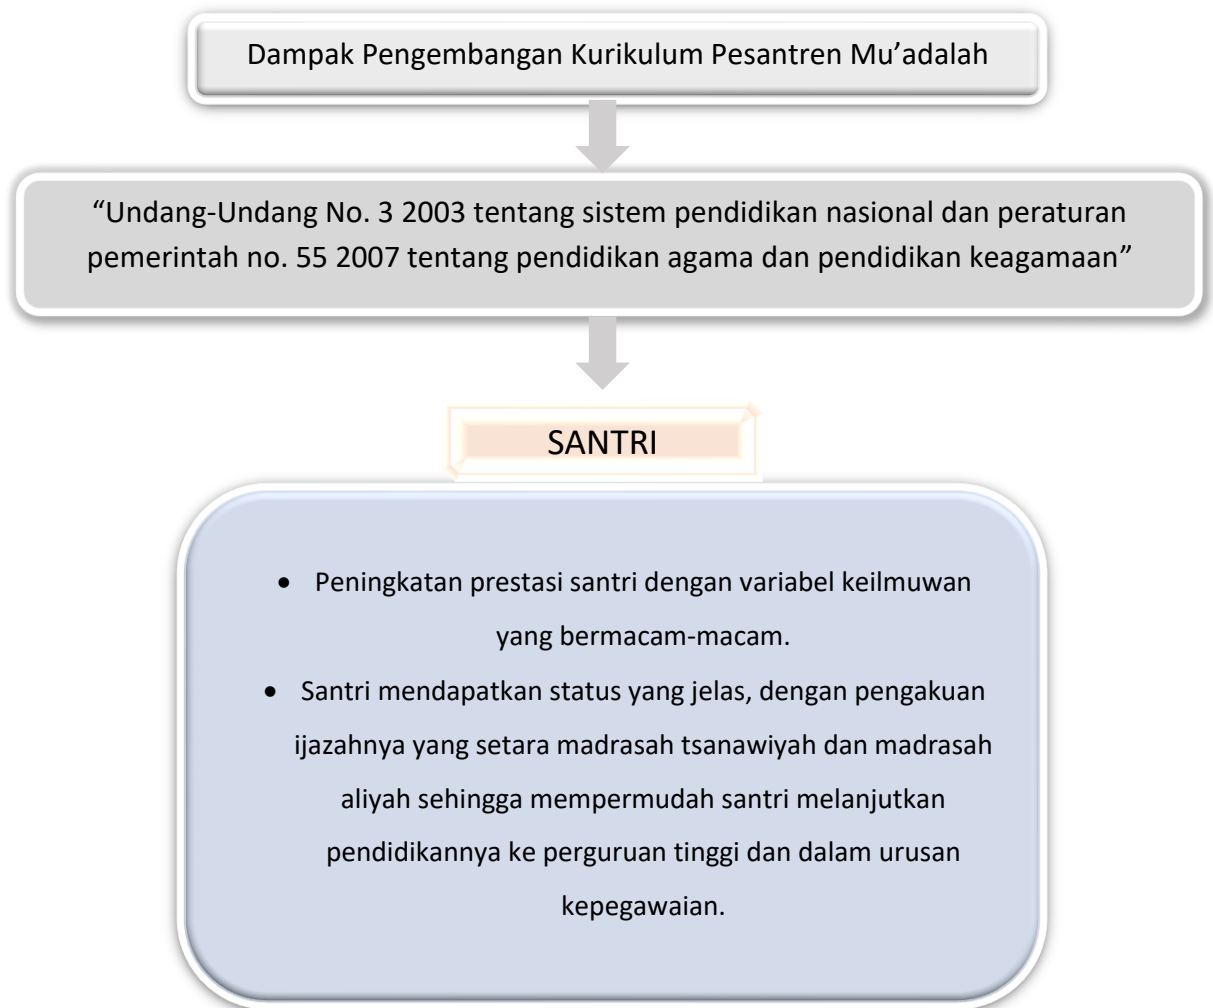 Dampak Pengembangan Kurikulum Pesantren Mu’adalah
“Undang-Undang No. 3 2003 tentang sistem pendidikan nasional dan peraturan
pemerintah no. 55 2007 tentang pendidikan agama dan pendidikan keagamaan”
SANTRI
• Peningkatan prestasi santri dengan variabel keilmuwan
yang bermacam-macam.
• Santri mendapatkan status yang jelas, dengan pengakuan
ijazahnya yang setara madrasah tsanawiyah dan madrasah
aliyah sehingga mempermudah santri melanjutkan
pendidikannya ke perguruan tinggi dan dalam urusan
kepegawaian.